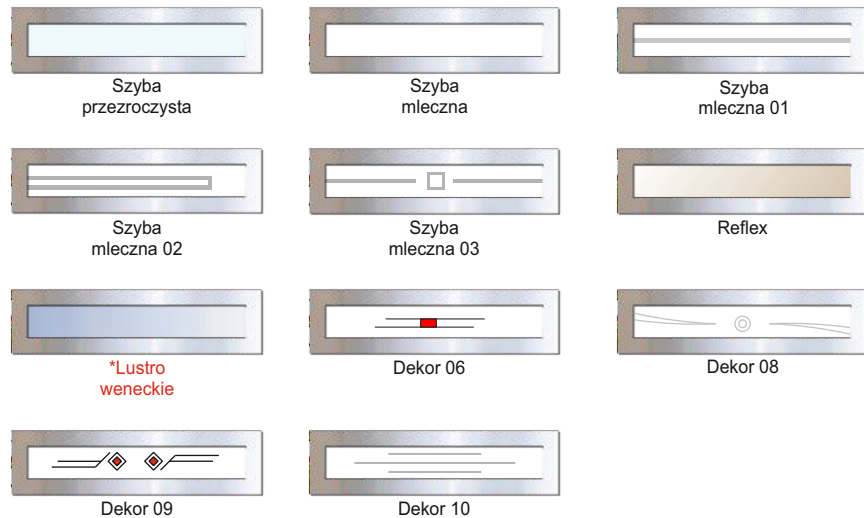 Szyba
przezroczysta
Szyba
mleczna
Szyba
mleczna 01
Szyba
mleczna 02
Szyba
mleczna 03
Reflex
*Lustro
weneckie
Dekor 06
Dekor 08
Dekor 09
Dekor 10